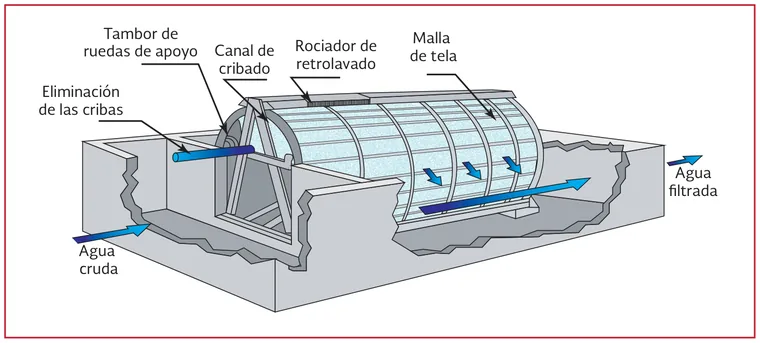 Tambor de
ruedas de apoyo
Canal de
cribado
Rociador de
retrolavado
Malla
de tela
Eliminación
de las cribas
Agua
filtrada
Agua
cruda